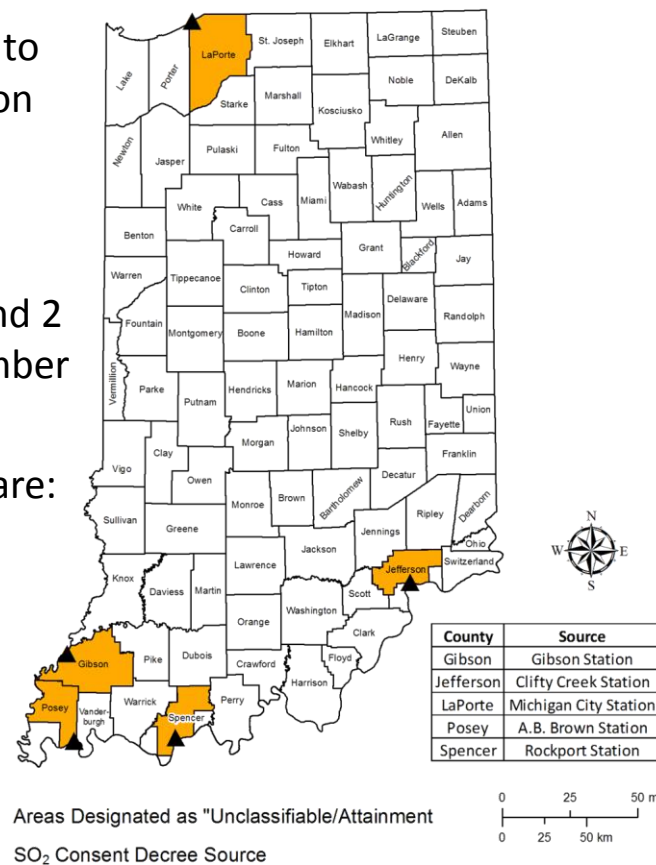 to
on
nd 2
mber
are:
LaPorte
St. Joseph
Elkhart
LaGrange
Steuben
Lake
Porter
Noble
DeKalb
Starke
Marshall
Kosciusko
Whitley
Allen
Newton
Jasper
Pulaski
Fulton
Wabash
Huntington
White
Cass
Miami
Wells
Adams
Benton
Carroll
Howard
Grant
Blackford
Jay
Warren
Tippecanoe
Clinton
Tipton
Madison
Delaware
Randolph
Fountain
Montgomery
Boone
Hamilton
Henry
Wayne
Vermillion
Parke
Putnam
Hendricks
Marion
Hancock
Rush
Fayette
Union
Vigo
Clay
Owen
Morgan
Johnson
Shelby
Decatur
Franklin
Sullivan
Greene
Monroe
Brown
Bartholomew
Jennings
Ripley
Dearborn
Ohio
Knox
Daviess
Martin
Lawrence
Jackson
Jefferson
Switzerland
Scott
Washington
Orange
Clark
Floyd
Harrison
Crawford
Gibson
Pike
Dubois
Perry
Posey
Vander-
burgh
Warrick
Spencer
N
W E
S
County Source
Gibson Gibson Station
Jefferson Clifty Creek Station
LaPorte Michigan City Station
Posey A.B. Brown Station
Spencer Rockport Station
Areas Designated as "Unclassifiable/Attainment
SO₂ Consent Decree Source
0 25 50 m
0 25 50 km